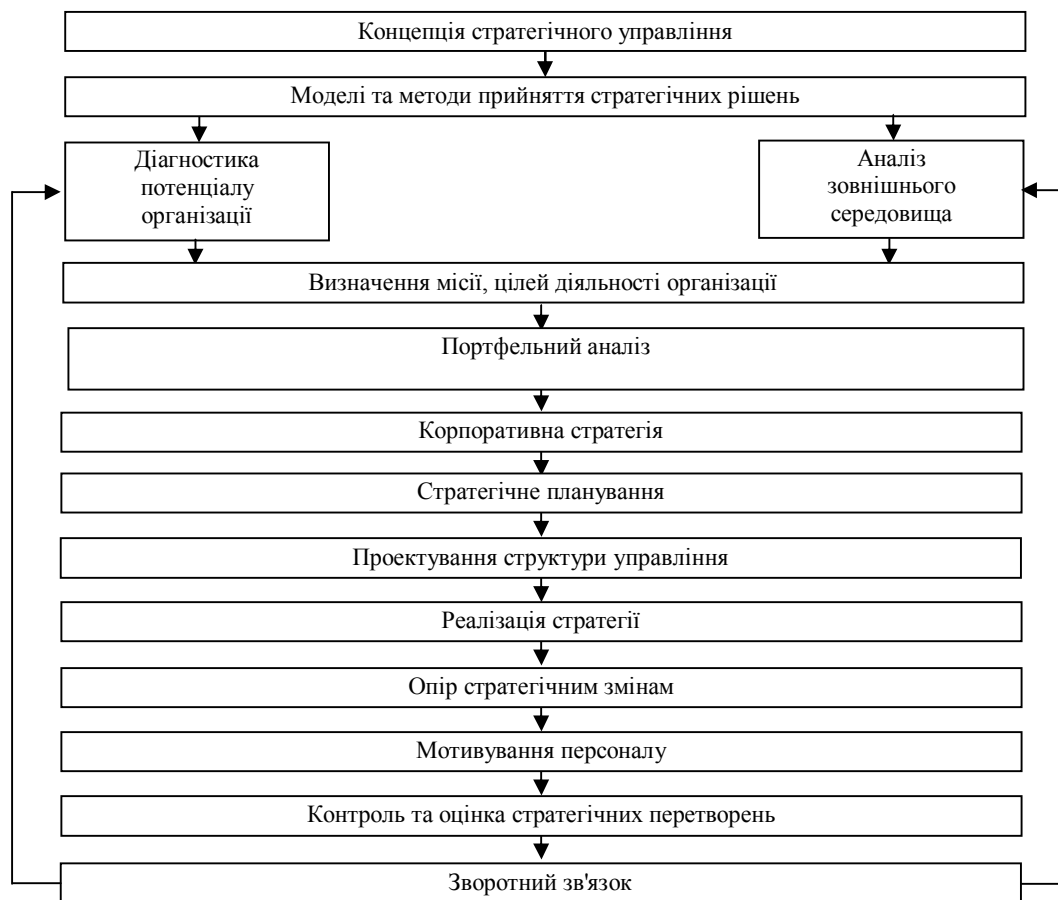 Концепція стратегічного управління
Моделі та методи прийняття стратегічних рішень
Діагностика
потенціалу
організації
Аналіз
зовнішнього
середовища
Визначення місії, цілей діяльності організації
Портфельний аналіз
Корпоративна стратегія
Стратегічне планування
Проектування структури управління
Реалізація стратегії
Опір стратегічним змінам
Мотивування персоналу
Контроль та оцінка стратегічних перетворень
Зворотний зв'язок